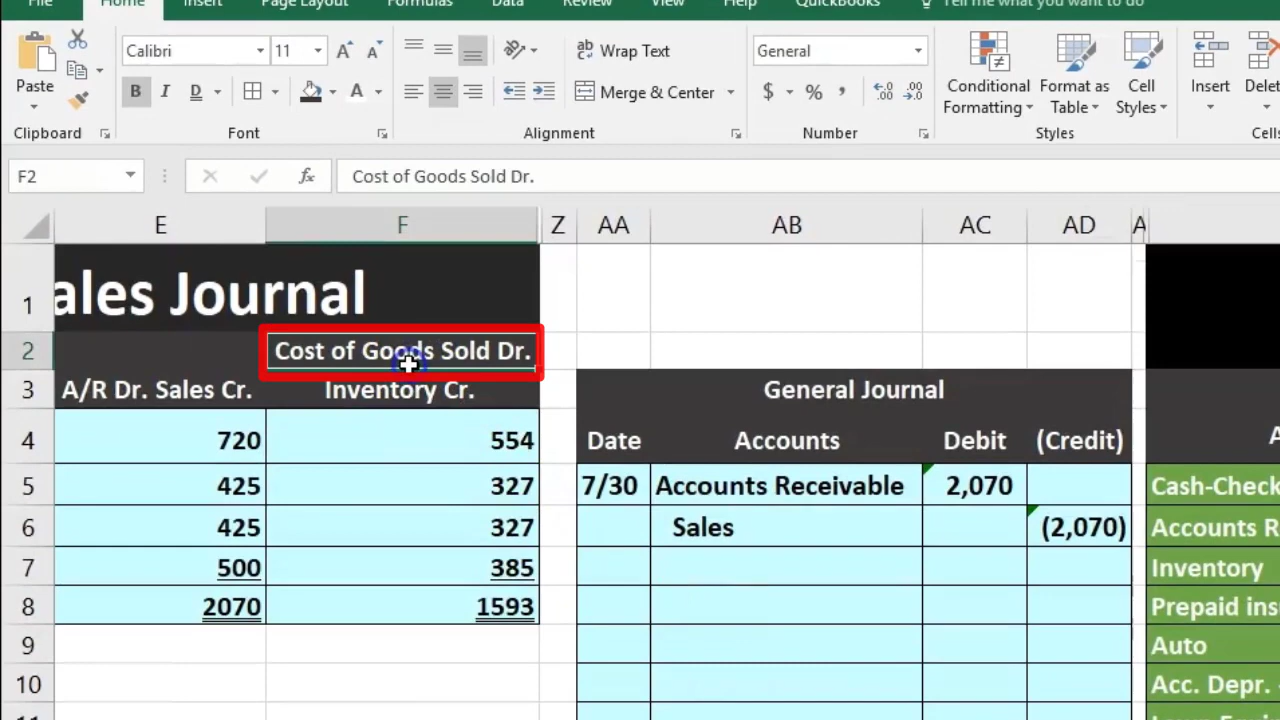 File Home Insert Page Layout Formulas Data Review View Help QuickBooks Tell me what you want to do
Calibri 11 A A Wrap Text General
Paste B I D A Merge & Center $ % , .00 .00 Conditional Formatting Format as Table Cell Styles Insert
Clipboard Font Alignment Number Styles
F2 fx Cost of Goods Sold Dr.
E F Z AA AB AC AD
1 ales Journal
2 Cost of Goods Sold Dr.
3 A/R Dr. Sales Cr. Inventory Cr. General Journal
4 720 554 Date Accounts Debit (Credit)
5 425 327 7/30 Accounts Receivable 2,070 Cash-Check
6 425 327 Sales (2,070) Accounts R
7 500 385 Inventory
8 2070 1593 Prepaid ins
9 Auto
10 Acc. Depr.